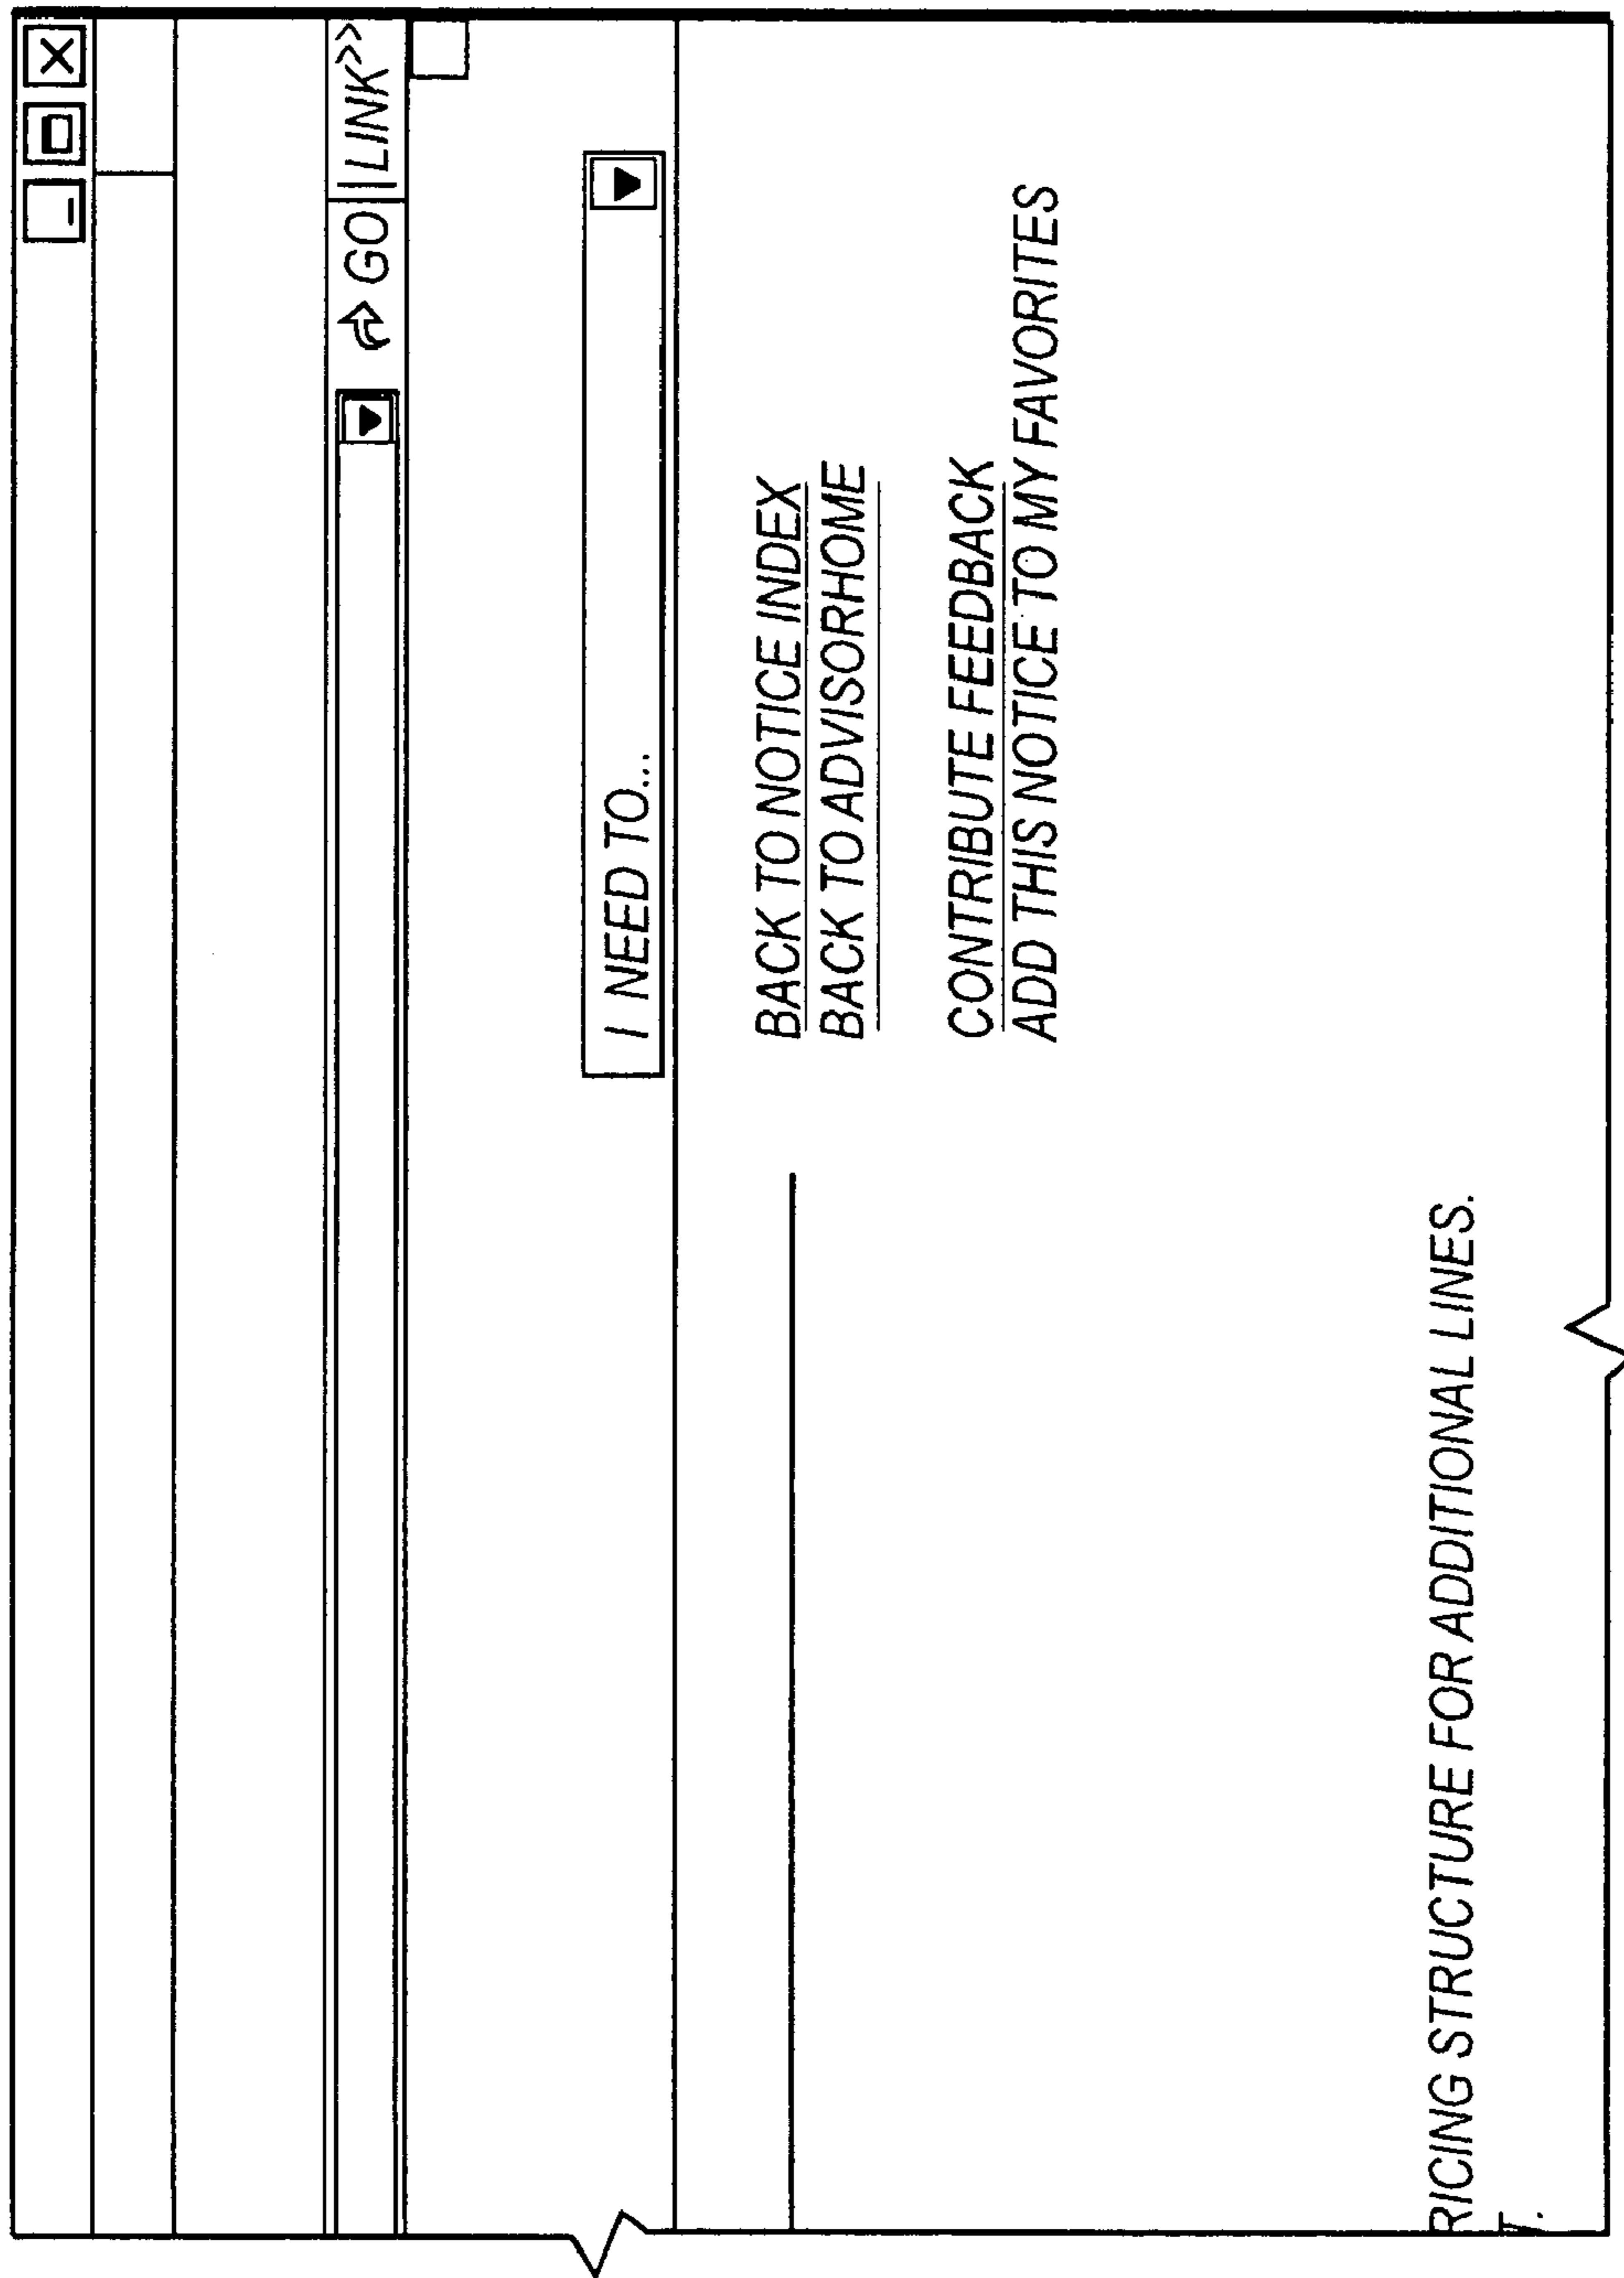 GO LINK >>
I NEED TO...
BACK TO NOTICE INDEX
BACK TO ADVISORHOME
CONTRIBUTE FEEDBACK
ADD THIS NOTICE TO MY FAVORITES
RICING STRUCTURE FOR ADDITIONAL LINES.